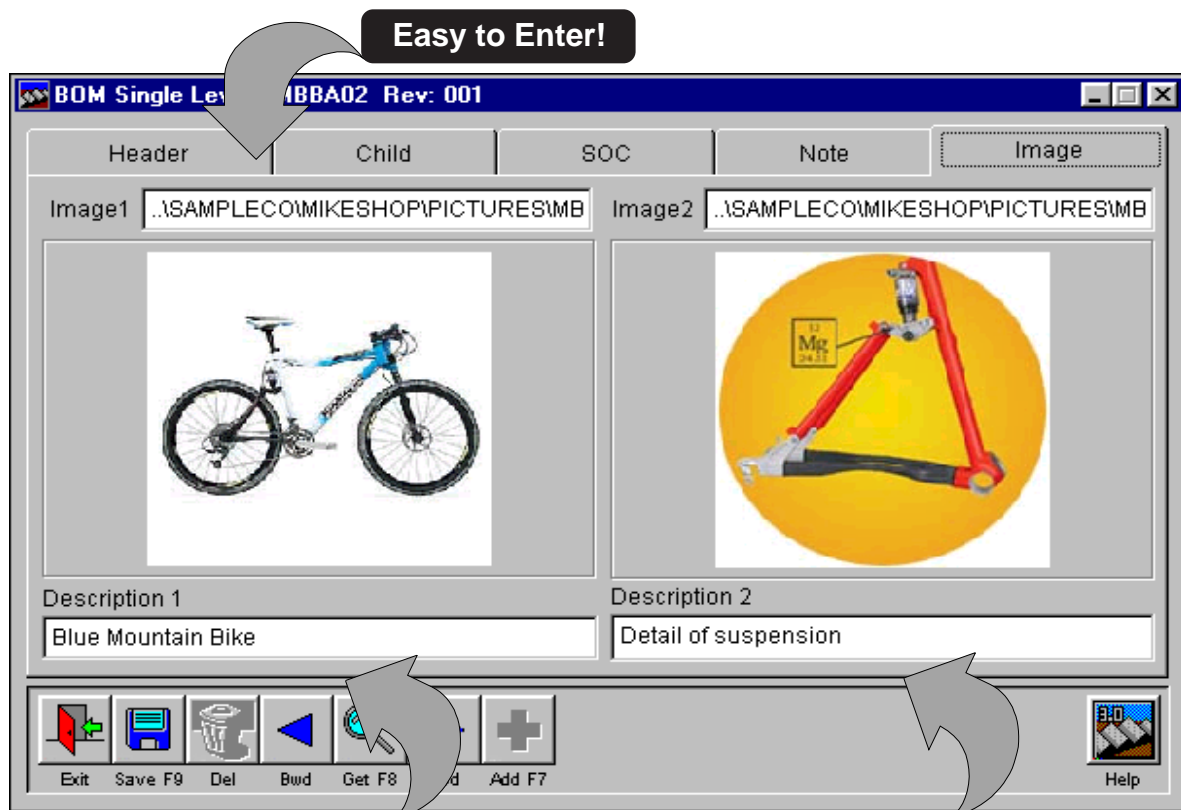 Easy to Enter!
BOM Single Lev MBBA02 Rev: 001
Header Child SOC Note Image
Image1 ..\SAMPLECO\MIKESHOP\PICTURES\MB Image2 ..\SAMPLECO\MIKESHOP\PICTURES\MB
12
Mg
Description 1 Description 2
Blue Mountain Bike Detail of suspension
3.0
Exit Save F9 Del Bwd Get F8 d Add F7 Help